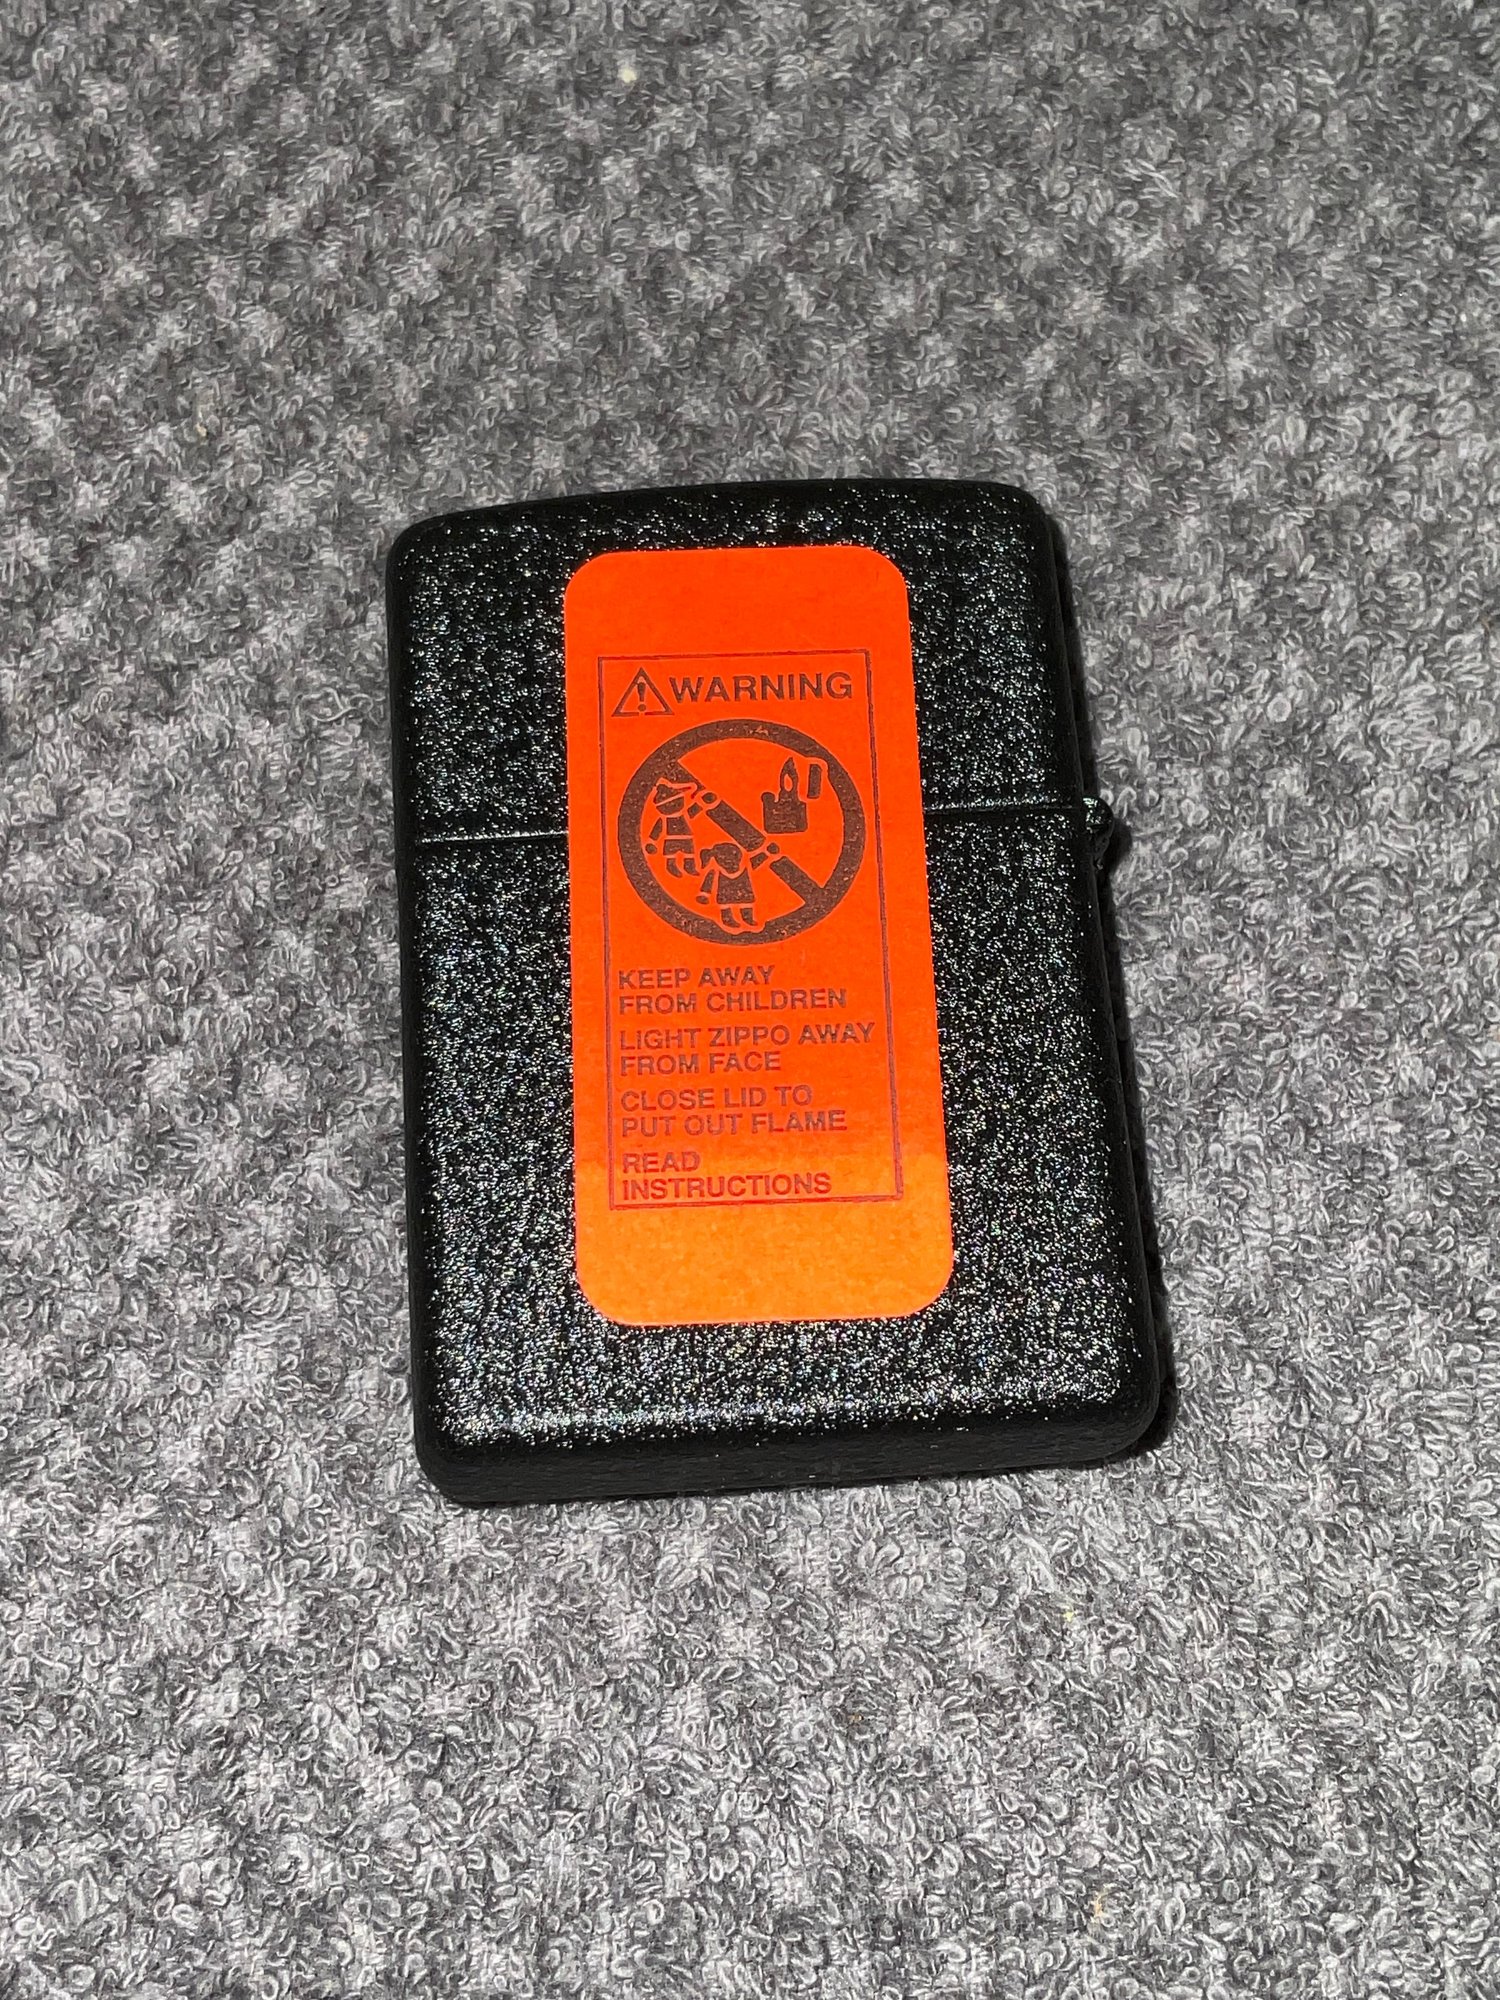 WARNING
KEEP AWAY
FROM CHILDREN
LIGHT ZIPPO AWAY
FROM FACE
CLOSE LID TO
PUT OUT FLAME
READ
INSTRUCTIONS